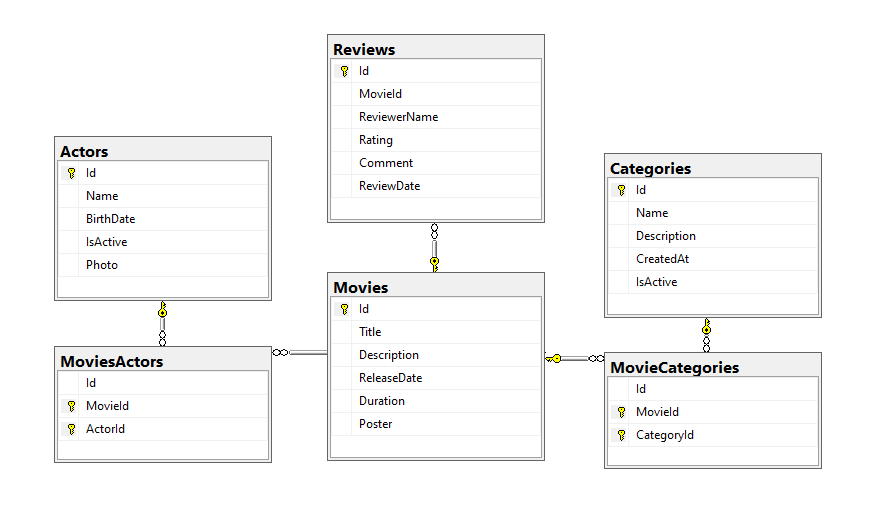 Reviews
Id
MovieId
ReviewerName
Rating
Comment
ReviewDate
Actors
Id
Name
BirthDate
IsActive
Photo
Categories
Id
Name
Description
CreatedAt
IsActive
Movies
Id
Title
Description
ReleaseDate
Duration
Poster
MoviesActors
Id
MovieId
ActorId
MovieCategories
Id
MovieId
CategoryId